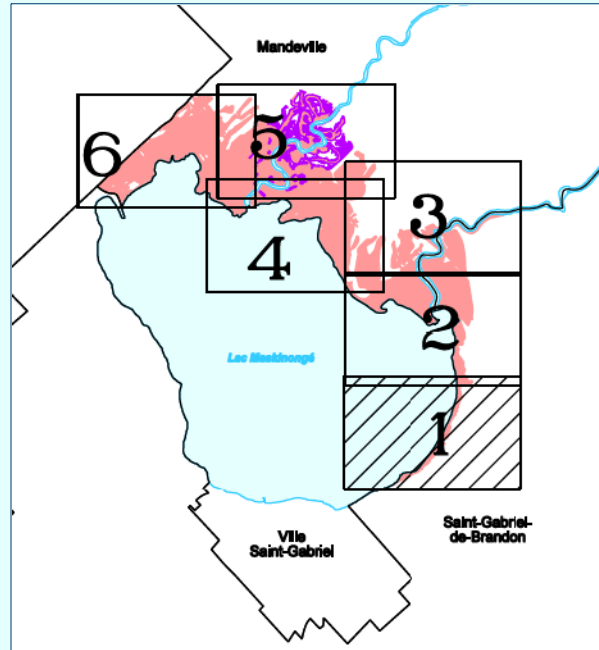 Mandeville
6
5
3
4
2
Lac Maskinongé
1
Saint-Gabriel-
de-Brandon
Ville
Saint-Gabriel